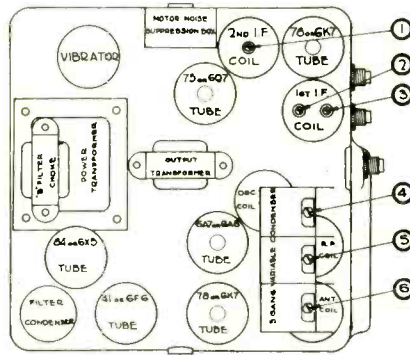 MOTOR NOISE
SUPPRESSION BOX
2ND I.F
COIL
78 OR 6K7
TUBE
1
VIBRATOR
75 OR 6Q7
TUBE
1ST I F
COIL
2
3
"B" FILTER
CHOKE
POWER
TRANSFORMER
OUTPUT
TRANSFORMER
OSC
COIL
4
6A7 OR 6A8
TUBE
3 GANG VARIABLE CONDENSER
R.F
COIL
5
84 OR 6X5
TUBE
FILTER
CONDENSER
41 OR 6F6
TUBE
78 OR 6K7
TUBE
ANT
COIL
6